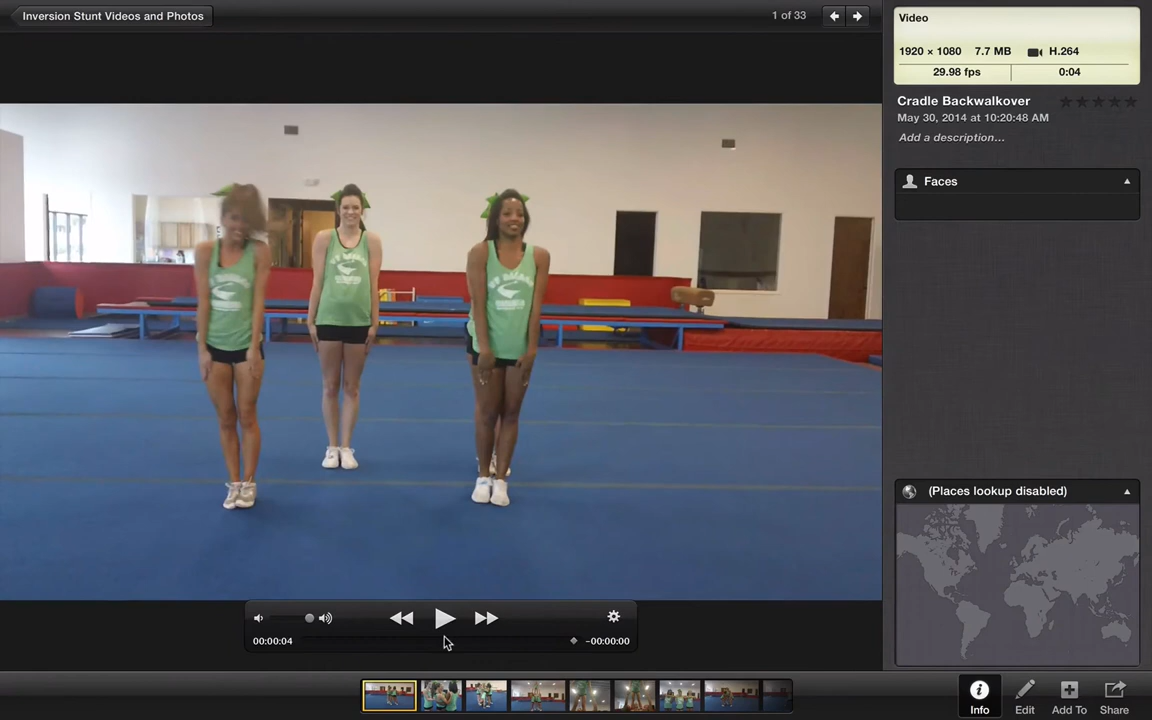 Inversion Stunt Videos and Photos
1 of 33
Video
1920 × 1080 7.7 MB H.264
29.98 fps 0:04
Cradle Backwalkover
May 30, 2014 at 10:20:48 AM
Add a description...
Faces
(Places lookup disabled)
00:00:04
−00:00:00
Info Edit Add To Share